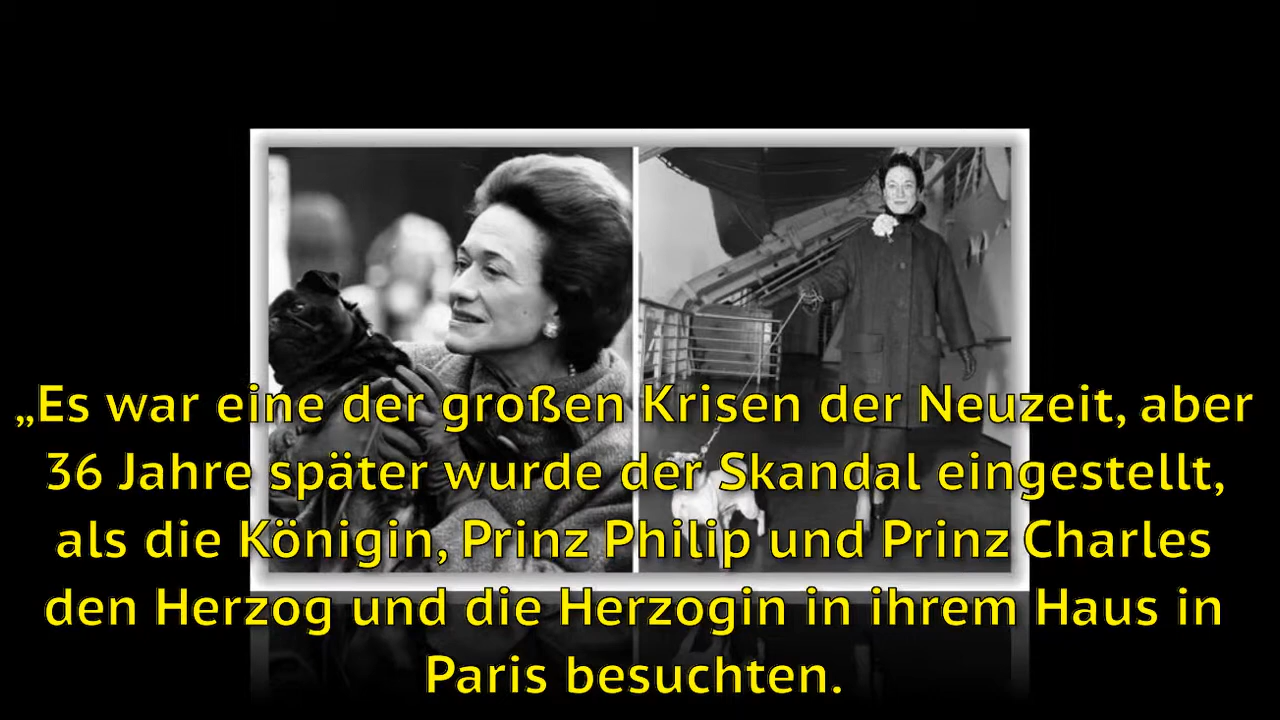 „Es war eine der großen Krisen der Neuzeit, aber
36 Jahre später wurde der Skandal eingestellt,
als die Königin, Prinz Philip und Prinz Charles
den Herzog und die Herzogin in ihrem Haus in
Paris besuchten.